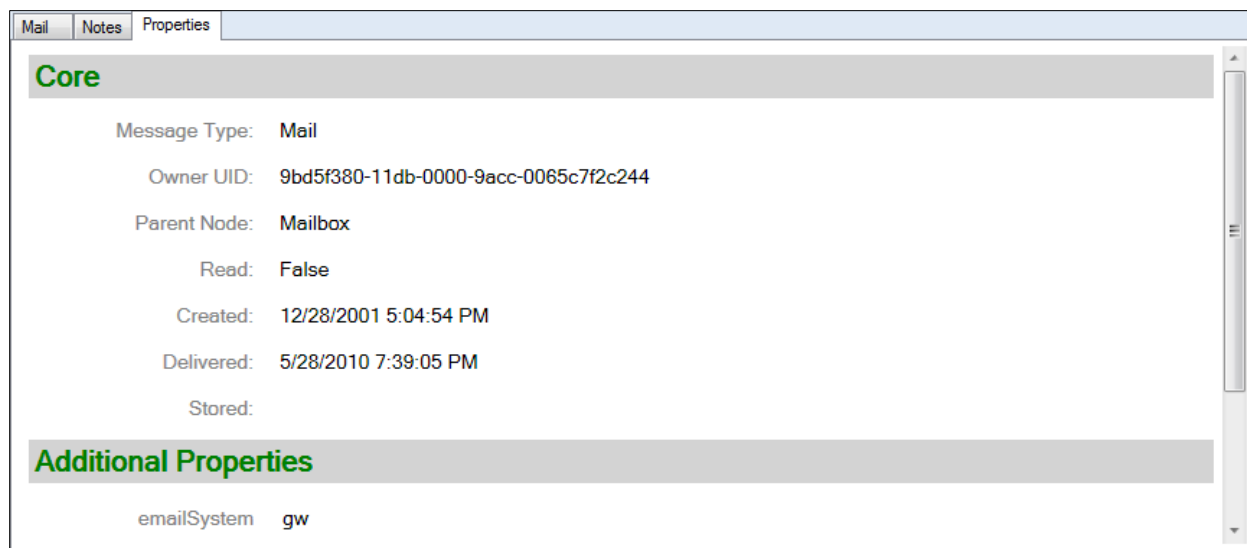 Mail Notes Properties
Core
Message Type: Mail
Owner UID: 9bd5f380-11db-0000-9acc-0065c7f2c244
Parent Node: Mailbox
Read: False
Created: 12/28/2001 5:04:54 PM
Delivered: 5/28/2010 7:39:05 PM
Stored:
Additional Properties
emailSystem gw